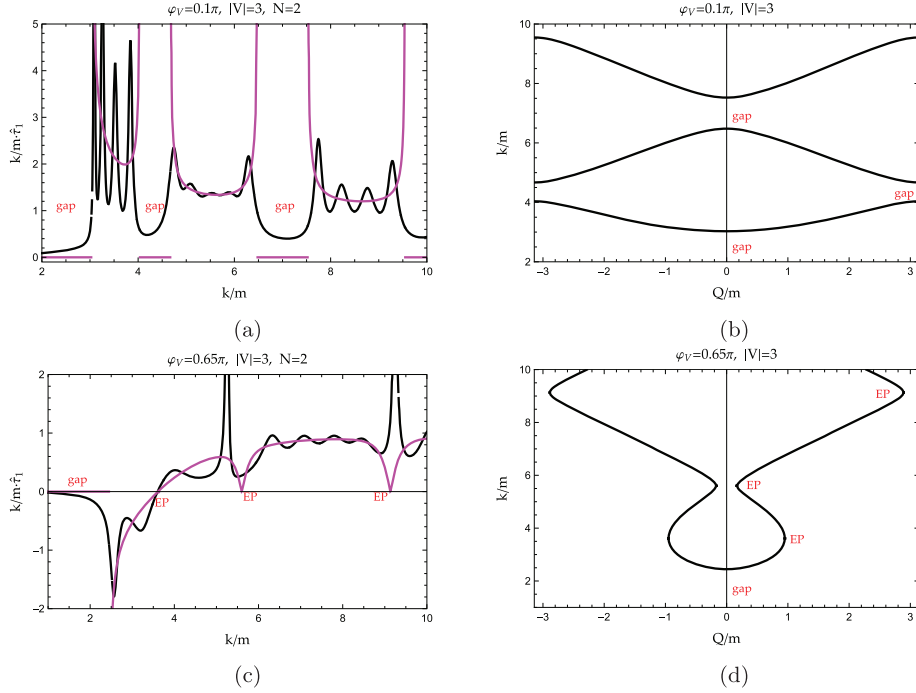 φ_V=0.1π, |V|=3, N=2
k/m·τ̂₁
5
4
3
2
1
0
gap
gap
gap
2
4
6
8
10
k/m
(a)
φ_V=0.1π, |V|=3
k/m
10
8
6
4
2
gap
gap
gap
−3
−2
−1
0
1
2
3
Q/m
(b)
φ_V=0.65π, |V|=3, N=2
k/m·τ̂₁
2
1
0
−1
−2
gap
EP
EP
EP
2
4
6
8
10
k/m
(c)
φ_V=0.65π, |V|=3
k/m
10
8
6
4
2
EP
EP
EP
gap
−3
−2
−1
0
1
2
3
Q/m
(d)